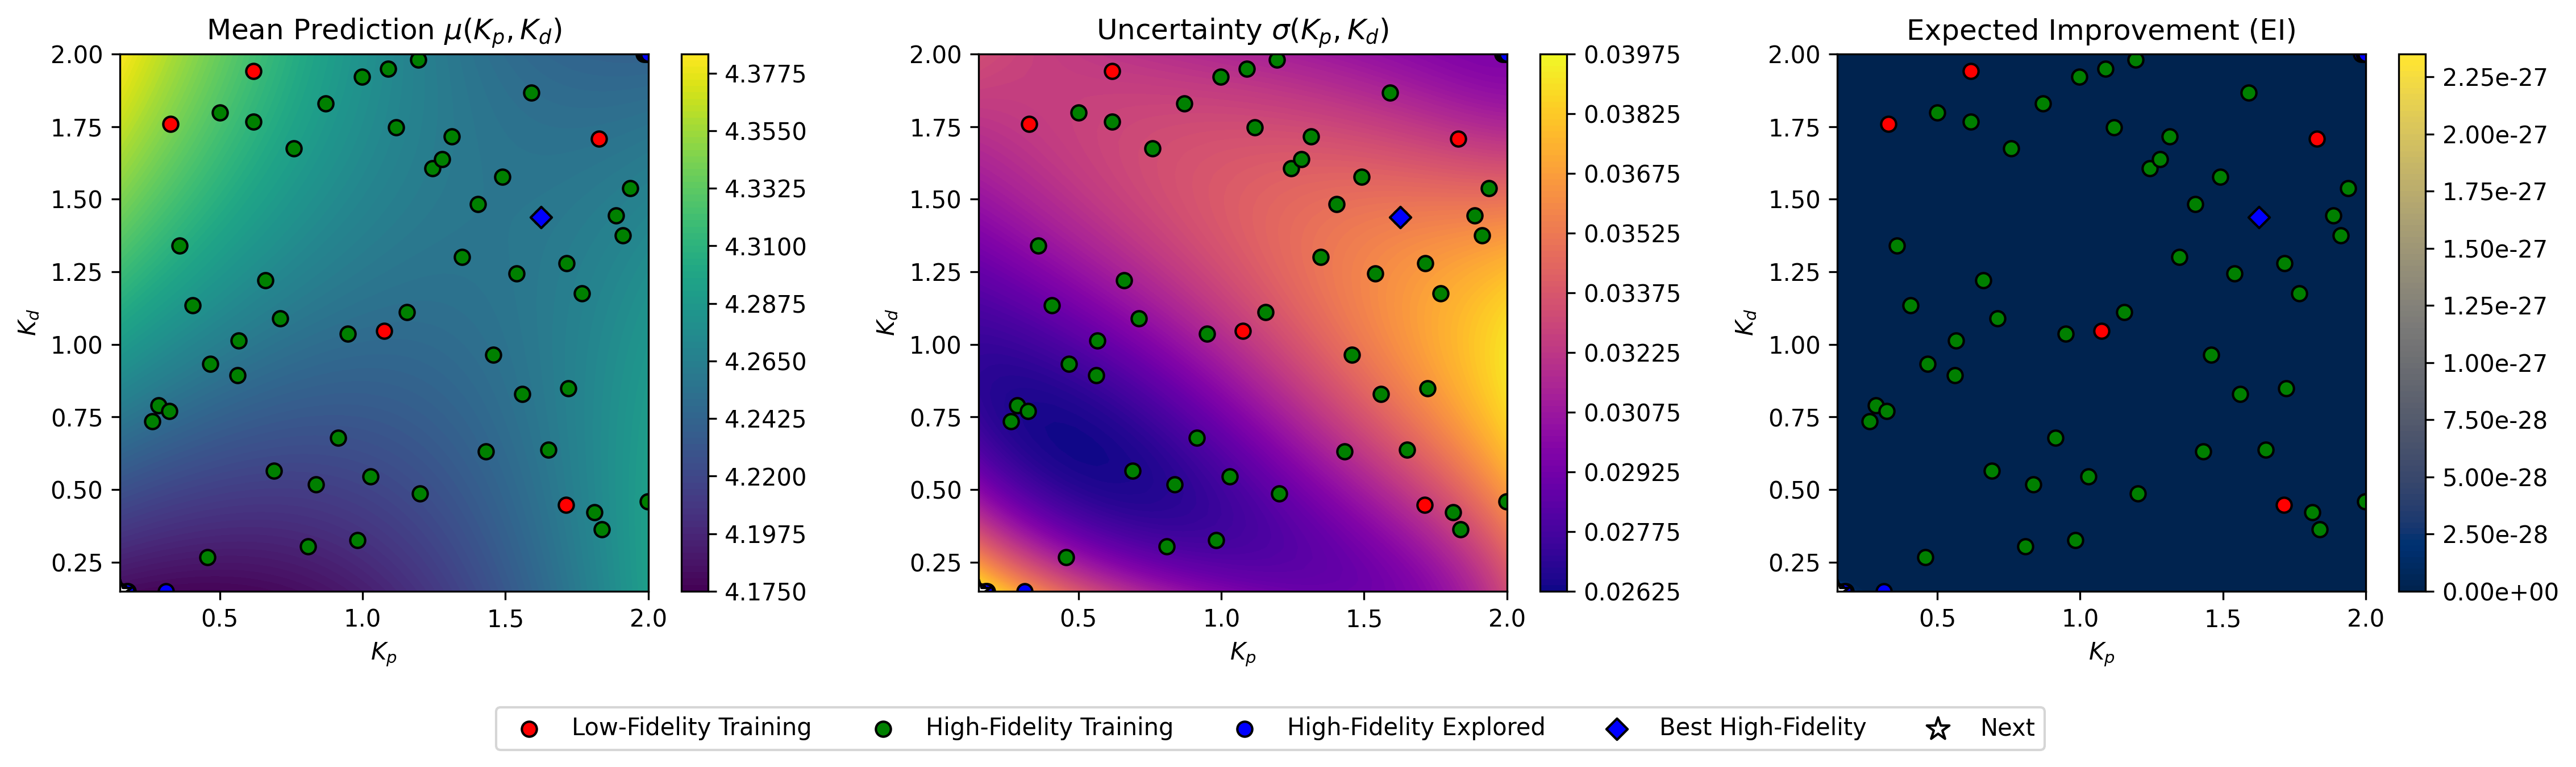 Mean Prediction μ(K_p, K_d)
Uncertainty σ(K_p, K_d)
Expected Improvement (EI)
2.00
1.75
1.50
1.25
1.00
0.75
0.50
0.25
K_d
0.5
1.0
1.5
2.0
K_p
4.3775
4.3550
4.3325
4.3100
4.2875
4.2650
4.2425
4.2200
4.1975
4.1750
2.00
1.75
1.50
1.25
1.00
0.75
0.50
0.25
K_d
0.5
1.0
1.5
2.0
K_p
0.03975
0.03825
0.03675
0.03525
0.03375
0.03225
0.03075
0.02925
0.02775
0.02625
2.00
1.75
1.50
1.25
1.00
0.75
0.50
0.25
K_d
0.5
1.0
1.5
2.0
K_p
2.25e-27
2.00e-27
1.75e-27
1.50e-27
1.25e-27
1.00e-27
7.50e-28
5.00e-28
2.50e-28
0.00e+00
Low-Fidelity Training
High-Fidelity Training
High-Fidelity Explored
Best High-Fidelity
Next